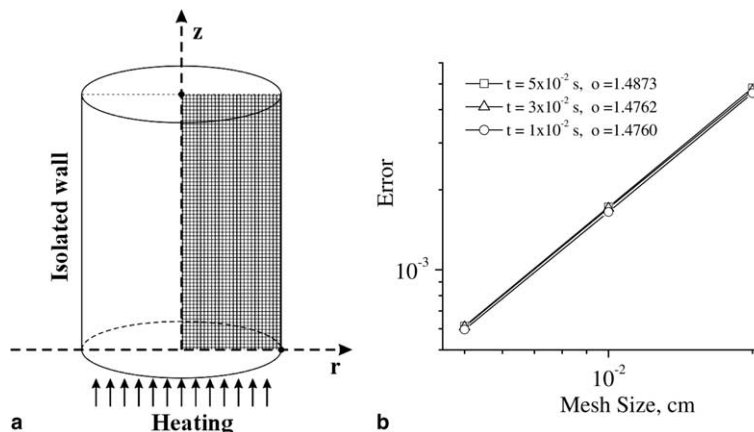 z
Isolated wall
r
Heating
a
t = 5x10⁻² s, o =1.4873
t = 3x10⁻² s, o =1.4762
t = 1x10⁻² s, o =1.4760
Error
10⁻³
10⁻²
Mesh Size, cm
b